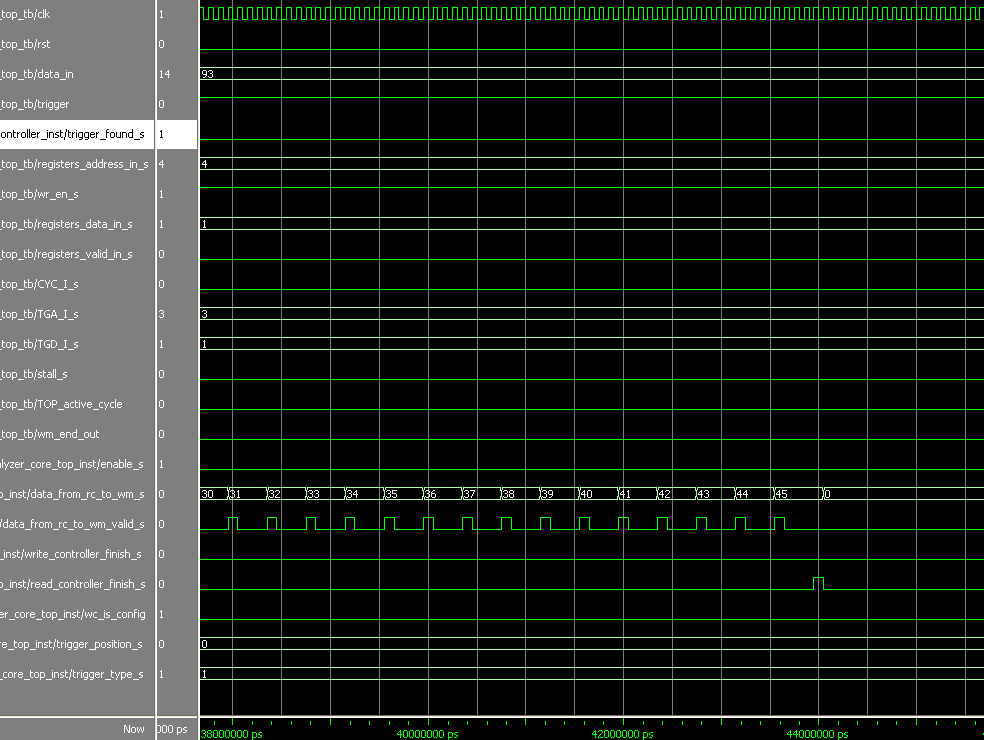 _top_tb/clk 1
_top_tb/rst 0
_top_tb/data_in 14 93
_top_tb/trigger 0
ontroller_inst/trigger_found_s 1
_top_tb/registers_address_in_s 4 4
_top_tb/wr_en_s 1
_top_tb/registers_data_in_s 1 1
_top_tb/registers_valid_in_s 0
_top_tb/CYC_I_s 0
_top_tb/TGA_I_s 3 3
_top_tb/TGD_I_s 1 1
_top_tb/stall_s 0
_top_tb/TOP_active_cycle 0
_top_tb/wm_end_out 0
alyzer_core_top_inst/enable_s 1
p_inst/data_from_rc_to_wm_s 0 30 31 32 33 34 35 36 37 38 39 40 41 42 43 44 45 0
/data_from_rc_to_wm_valid_s 0
_inst/write_controller_finish_s 0
p_inst/read_controller_finish_s 0
er_core_top_inst/wc_is_config 1
re_top_inst/trigger_position_s 0 0
_core_top_inst/trigger_type_s 1 1
Now 000 ps 38000000 ps 40000000 ps 42000000 ps 44000000 ps